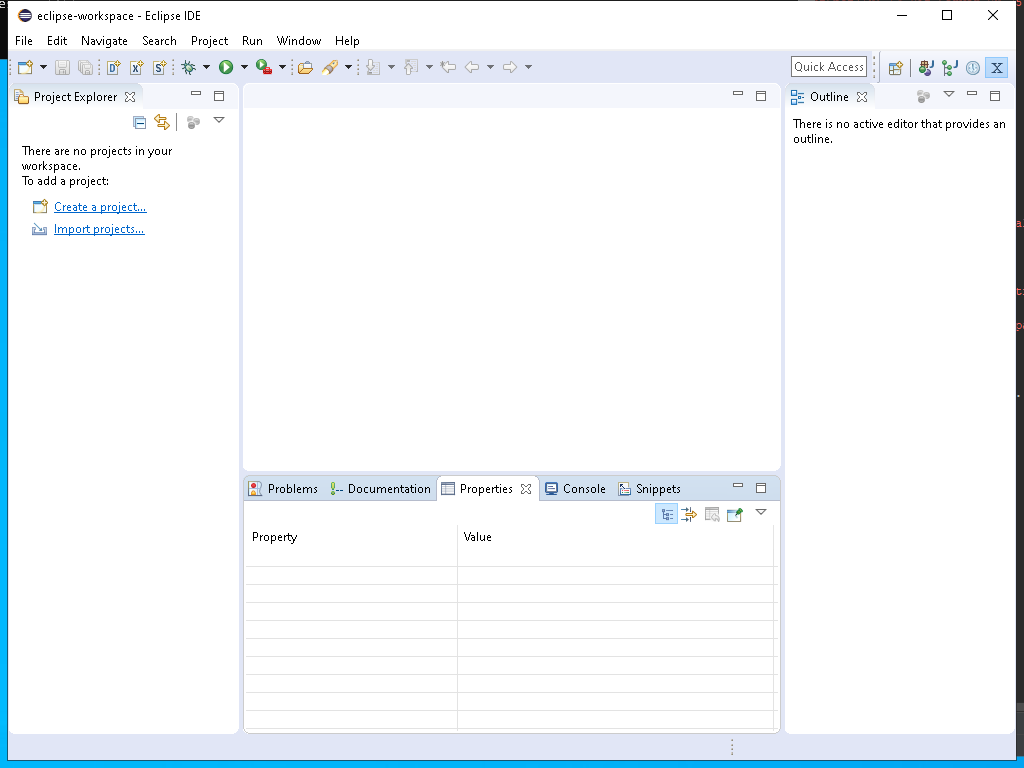 eclipse-workspace - Eclipse IDE
File Edit Navigate Search Project Run Window Help
Quick Access
Project Explorer
There are no projects in your
workspace.
To add a project:
Create a project...
Import projects...
Outline
There is no active editor that provides an
outline.
Problems Documentation Properties Console Snippets
Property Value